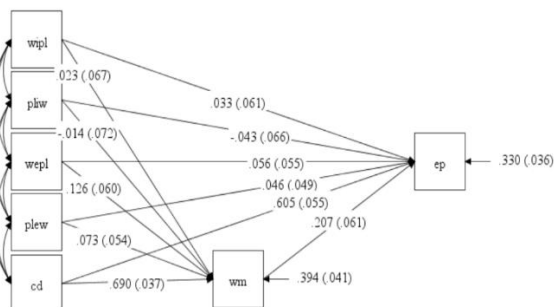 wipl
.023 (.067)
.033 (.061)
pliw
-.014 (.072)
-.043 (.066)
wepl
.056 (.055)
ep
.330 (.036)
.126 (.060)
.046 (.049)
.605 (.055)
plew
.073 (.054)
.207 (.061)
cd
.690 (.037)
wm
.394 (.041)